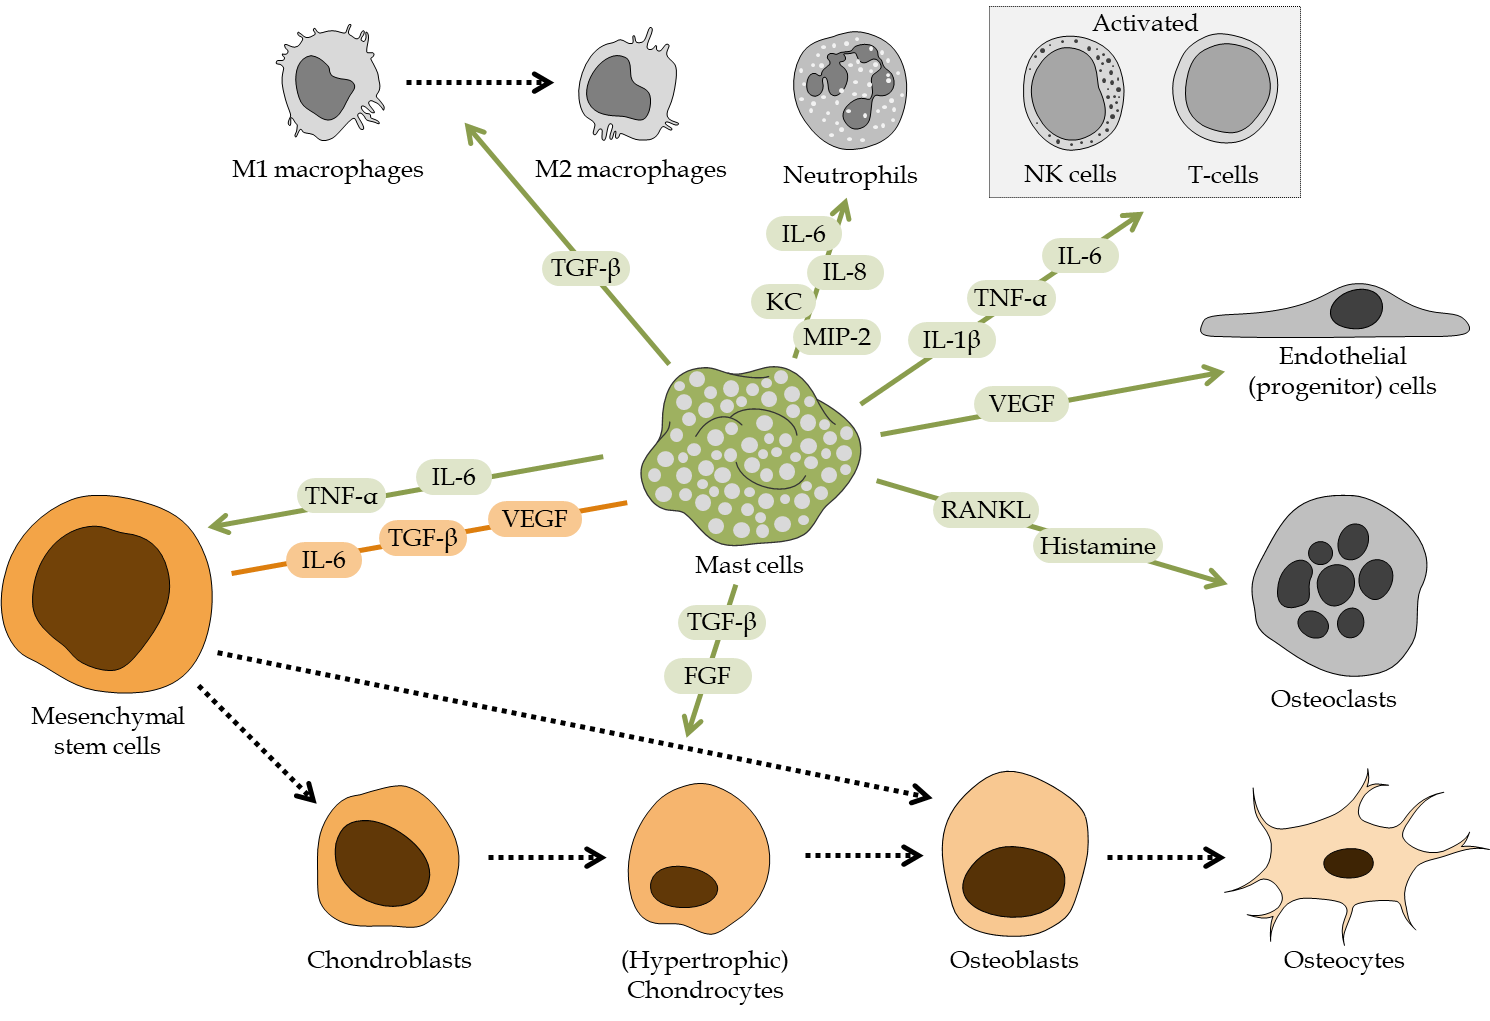 Activated
M1 macrophages
M2 macrophages
Neutrophils
NK cells
T-cells
TGF-β
IL-6
IL-8
KC
MIP-2
IL-6
TNF-α
IL-1β
Endothelial
(progenitor) cells
VEGF
IL-6
TNF-α
VEGF
TGF-β
IL-6
RANKL
Histamine
Mast cells
TGF-β
FGF
Osteoclasts
Mesenchymal
stem cells
Chondroblasts
(Hypertrophic)
Chondrocytes
Osteoblasts
Osteocytes